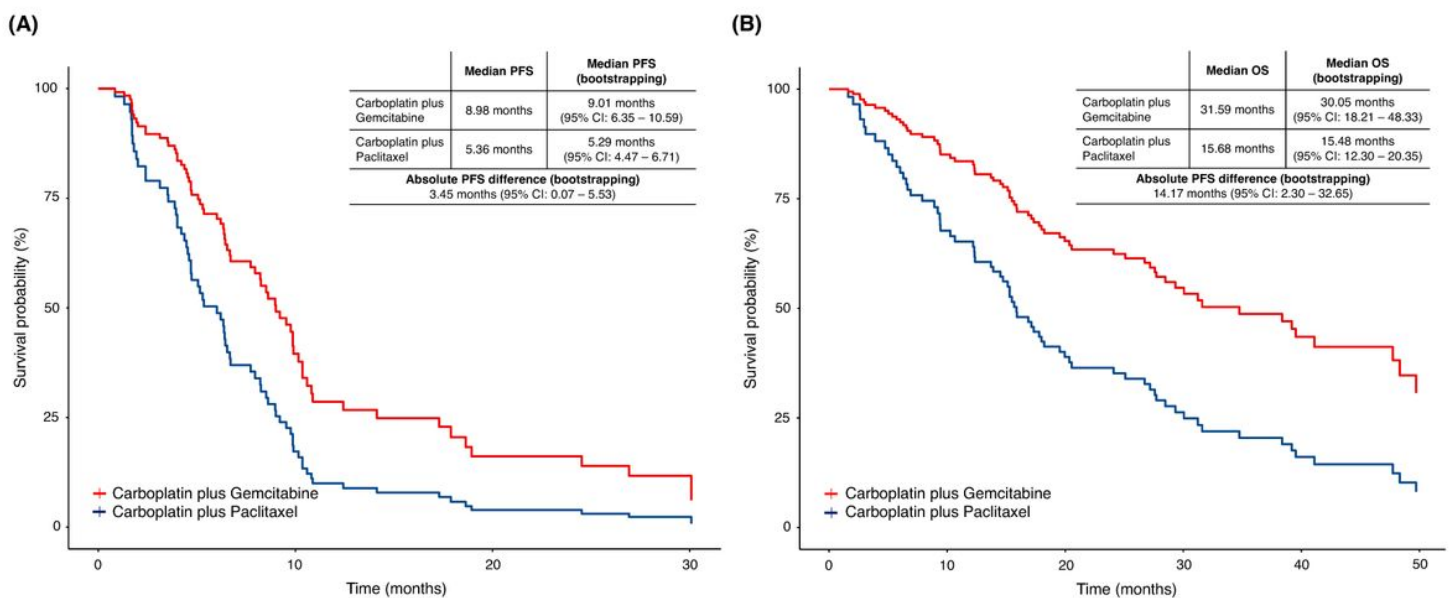 (A)
Median PFS
Median PFS
(bootstrapping)
Carboplatin plus
Gemcitabine
8.98 months
9.01 months
(95% CI: 6.35 – 10.59)
Carboplatin plus
Paclitaxel
5.36 months
5.29 months
(95% CI: 4.47 – 6.71)
Absolute PFS difference (bootstrapping)
3.45 months (95% CI: 0.07 – 5.53)
Survival probability (%)
100
75
50
25
0
Carboplatin plus Gemcitabine
Carboplatin plus Paclitaxel
0
10
20
30
Time (months)
(B)
Median OS
Median OS
(bootstrapping)
Carboplatin plus
Gemcitabine
31.59 months
30.05 months
(95% CI: 18.21 – 48.33)
Carboplatin plus
Paclitaxel
15.68 months
15.48 months
(95% CI: 12.30 – 20.35)
Absolute PFS difference (bootstrapping)
14.17 months (95% CI: 2.30 – 32.65)
Survival probability (%)
100
75
50
25
0
Carboplatin plus Gemcitabine
Carboplatin plus Paclitaxel
0
10
20
30
40
50
Time (months)